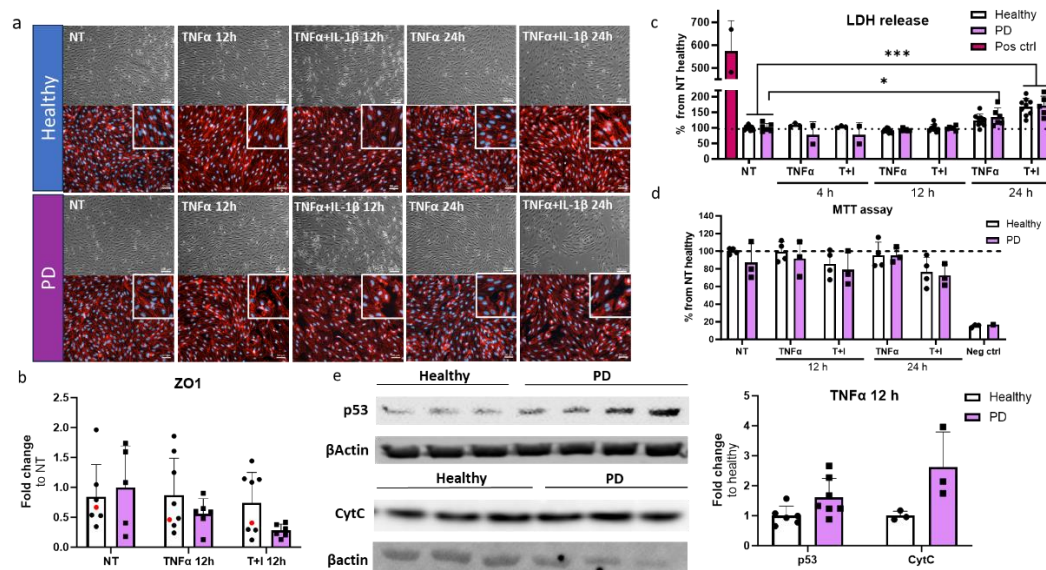 a
Healthy
NT
TNFα 12h
TNFα+IL-1β 12h
TNFα 24h
TNFα+IL-1β 24h
PD
NT
TNFα 12h
TNFα+IL-1β 12h
TNFα 24h
TNFα+IL-1β 24h
b
ZO1
Fold change
to NT
2.5
2.0
1.5
1.0
0.5
0.0
NT
TNFα 12h
T+I 12h
c
LDH release
Healthy
PD
Pos ctrl
***
*
% from NT healthy
700
600
500
200
150
100
50
0
NT
TNFα
T+I
TNFα
T+I
TNFα
T+I
4 h
12 h
24 h
d
MTT assay
Healthy
PD
% from NT healthy
140
120
100
80
60
40
20
0
NT
TNFα
T+I
TNFα
T+I
Neg ctrl
12 h
24 h
e
Healthy
PD
p53
βActin
Healthy
PD
CytC
βactin
TNFα 12 h
Healthy
PD
Fold change
to healthy
5
4
3
2
1
0
p53
CytC